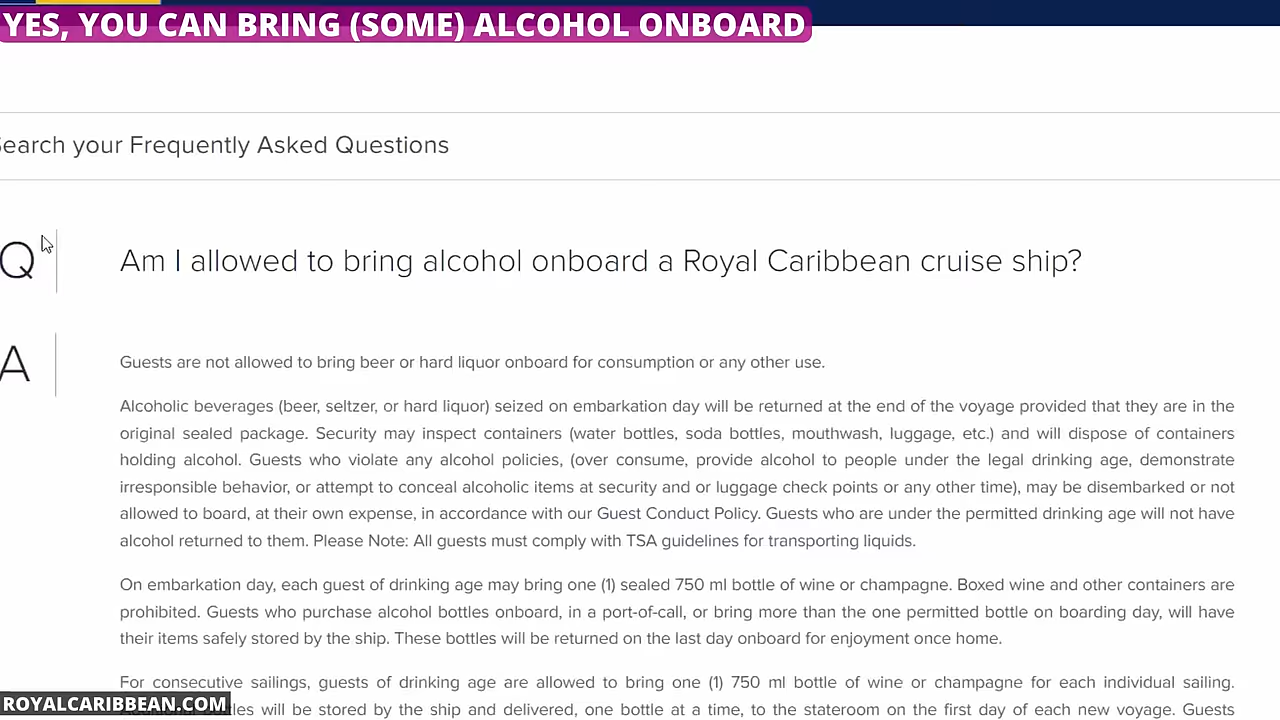 YES, YOU CAN BRING (SOME) ALCOHOL ONBOARD
Search your Frequently Asked Questions
Q
Am I allowed to bring alcohol onboard a Royal Caribbean cruise ship?
A
Guests are not allowed to bring beer or hard liquor onboard for consumption or any other use.
Alcoholic beverages (beer, seltzer, or hard liquor) seized on embarkation day will be returned at the end of the voyage provided that they are in the
original sealed package. Security may inspect containers (water bottles, soda bottles, mouthwash, luggage, etc.) and will dispose of containers
holding alcohol. Guests who violate any alcohol policies, (over consume, provide alcohol to people under the legal drinking age, demonstrate
irresponsible behavior, or attempt to conceal alcoholic items at security and or luggage check points or any other time), may be disembarked or not
allowed to board, at their own expense, in accordance with our Guest Conduct Policy. Guests who are under the permitted drinking age will not have
alcohol returned to them. Please Note: All guests must comply with TSA guidelines for transporting liquids.
On embarkation day, each guest of drinking age may bring one (1) sealed 750 ml bottle of wine or champagne. Boxed wine and other containers are
prohibited. Guests who purchase alcohol bottles onboard, in a port-of-call, or bring more than the one permitted bottle on boarding day, will have
their items safely stored by the ship. These bottles will be returned on the last day onboard for enjoyment once home.
For consecutive sailings, guests of drinking age are allowed to bring one (1) 750 ml bottle of wine or champagne for each individual sailing.
will be stored by the ship and delivered, one bottle at a time, to the stateroom on the first day of each new voyage. Guests
ROYALCARIBBEAN.COM